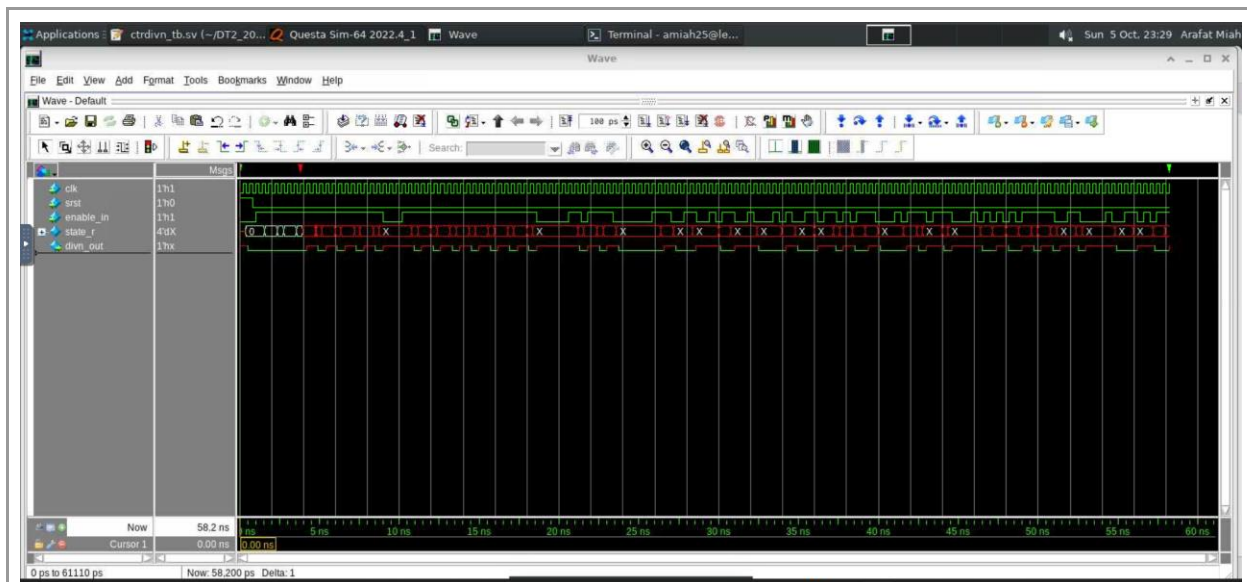 Applications : ctrdivn_tb.sv (~/DT2_20... Questa Sim-64 2022.4_1 Wave Terminal - amiah25@le... Sun 5 Oct, 23:29 Arafat Miah
Wave
File Edit View Add Format Tools Bookmarks Window Help
Wave - Default
100 ps
Search:
Msgs
clk 1'h1
srst 1'h0
enable_in 1'h1
state_r 4'dX 0 X X X X X X X X X X X X X X X
divn_out 1'hx
Now 58.2 ns ns 5 ns 10 ns 15 ns 20 ns 25 ns 30 ns 35 ns 40 ns 45 ns 50 ns 55 ns 60 ns
Cursor 1 0.00 ns 0.00 ns
0 ps to 61110 ps Now: 58,200 ps Delta: 1